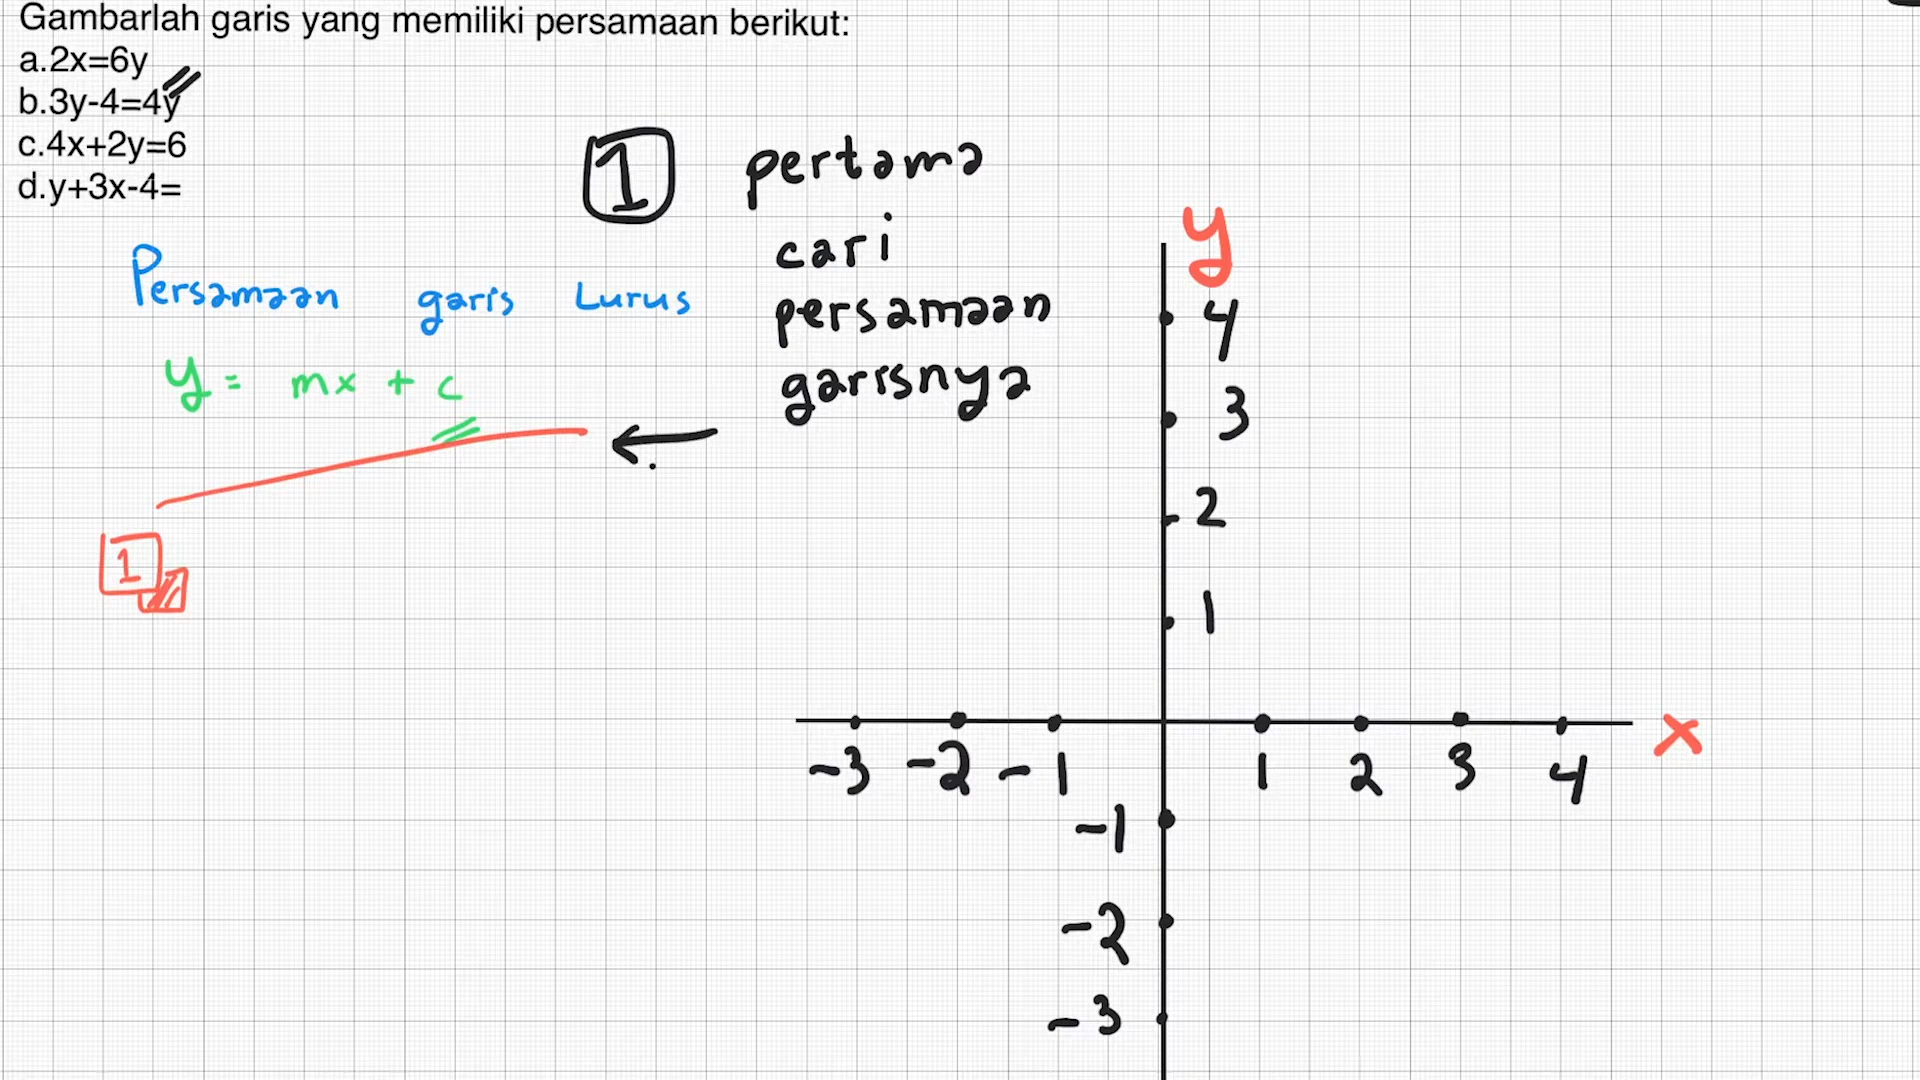 Gambarlah garis yang memiliki persamaan berikut:
a.2x=6y
b.3y-4=4y
c.4x+2y=6
d.y+3x-4=
1 pertama
cari
persamaan
garisnya
Persamaan garis Lurus
y = mx + c
1
y
4
3
2
1
-3 -2 -1 1 2 3 4 x
-1
-2
-3